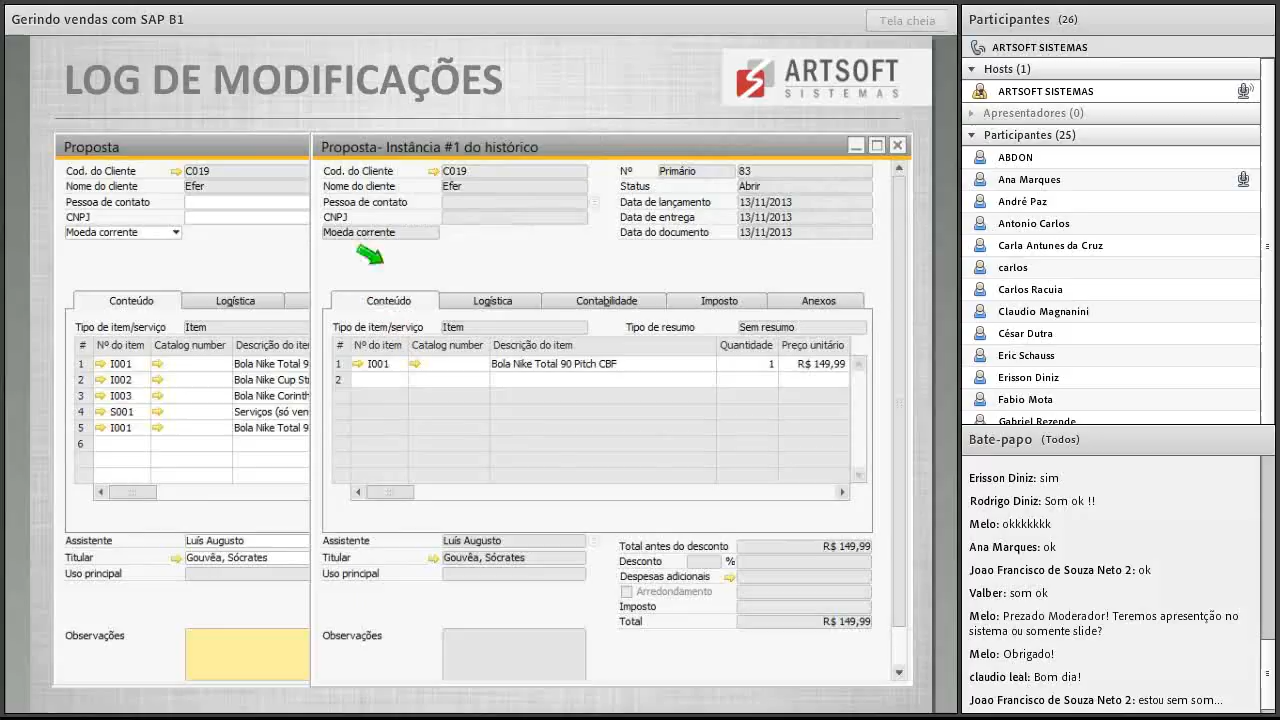 Gerindo vendas com SAP B1
Tela cheia
LOG DE MODIFICAÇÕES
ARTSOFT
SISTEMAS
Proposta
Cod. do Cliente C019
Nome do cliente Efer
Pessoa de contato
CNPJ
Moeda corrente
Conteúdo Logística
Tipo de item/serviço Item
# Nº do item Catalog number Descrição do iten
1 I001 Bola Nike Total 9
2 I002 Bola Nike Cup Str
3 I003 Bola Nike Corinth
4 S001 Serviços (só ven
5 I001 Bola Nike Total 9
6
Assistente Luís Augusto
Titular Gouvêa, Sócrates
Uso principal
Observações
Proposta- Instância #1 do histórico
Cod. do Cliente C019
Nome do cliente Efer
Pessoa de contato
CNPJ
Moeda corrente
Nº Primário 83
Status Abrir
Data de lançamento 13/11/2013
Data de entrega 13/11/2013
Data do documento 13/11/2013
Conteúdo Logística Contabilidade Imposto Anexos
Tipo de item/serviço Item Tipo de resumo Sem resumo
# Nº do item Catalog number Descrição do item Quantidade Preço unitário
1 I001 Bola Nike Total 90 Pitch CBF 1 R$ 149,99
2
Assistente Luís Augusto
Titular Gouvêa, Sócrates
Uso principal
Observações
Total antes do desconto R$ 149,99
Desconto %
Despesas adicionais
Arredondamento
Imposto
Total R$ 149,99
Participantes (26)
ARTSOFT SISTEMAS
Hosts (1)
ARTSOFT SISTEMAS
Apresentadores (0)
Participantes (25)
ABDON
Ana Marques
André Paz
Antonio Carlos
Carla Antunes da Cruz
carlos
Carlos Racuia
Claudio Magnanini
César Dutra
Eric Schauss
Erisson Diniz
Fabio Mota
Gabriel Rezende
Bate-papo (Todos)
Erisson Diniz: sim
Rodrigo Diniz: Som ok !!
Melo: okkkkkkk
Ana Marques: ok
Joao Francisco de Souza Neto 2: ok
Valber: som ok
Melo: Prezado Moderador! Teremos apresentção no
sistema ou somente slide?
Melo: Obrigado!
claudio leal: Bom dia!
Joao Francisco de Souza Neto 2: estou sem som...